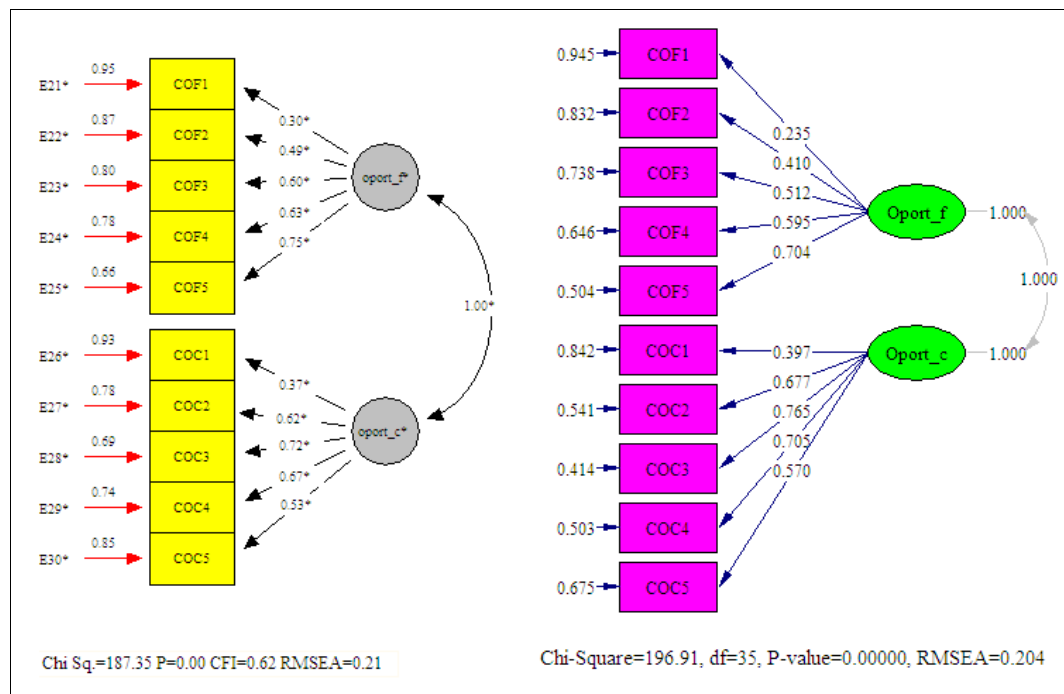 0.95
E21*
COF1
0.87
E22*
COF2
0.80
E23*
COF3
0.78
E24*
COF4
0.66
E25*
COF5
0.30*
0.49*
0.60*
0.63*
0.75*
oport_f*
1.00*
0.93
E26*
COC1
0.78
E27*
COC2
0.69
E28*
COC3
0.74
E29*
COC4
0.85
E30*
COC5
0.37*
0.62*
0.72*
0.67*
0.53*
oport_c*
Chi Sq.=187.35 P=0.00 CFI=0.62 RMSEA=0.21
0.945 COF1
0.832 COF2
0.738 COF3
0.646 COF4
0.504 COF5
0.235
0.410
0.512
0.595
0.704
Oport_f 1.000
1.000
0.842 COC1
0.541 COC2
0.414 COC3
0.503 COC4
0.675 COC5
0.397
0.677
0.765
0.705
0.570
Oport_c 1.000
Chi-Square=196.91, df=35, P-value=0.00000, RMSEA=0.204